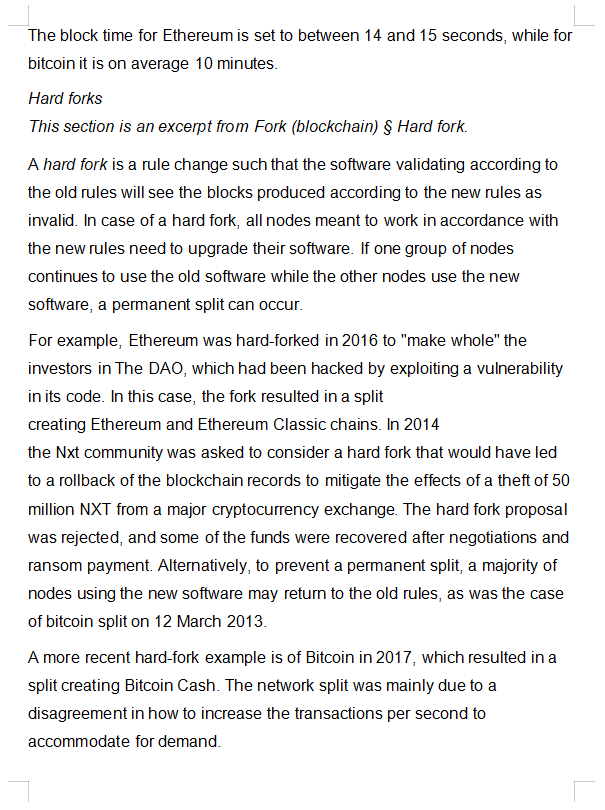 The block time for Ethereum is set to between 14 and 15 seconds, while for
bitcoin it is on average 10 minutes.
Hard forks
This section is an excerpt from Fork (blockchain) § Hard fork.
A hard fork is a rule change such that the software validating according to
the old rules will see the blocks produced according to the new rules as
invalid. In case of a hard fork, all nodes meant to work in accordance with
the new rules need to upgrade their software. If one group of nodes
continues to use the old software while the other nodes use the new
software, a permanent split can occur.
For example, Ethereum was hard-forked in 2016 to "make whole" the
investors in The DAO, which had been hacked by exploiting a vulnerability
in its code. In this case, the fork resulted in a split
creating Ethereum and Ethereum Classic chains. In 2014
the Nxt community was asked to consider a hard fork that would have led
to a rollback of the blockchain records to mitigate the effects of a theft of 50
million NXT from a major cryptocurrency exchange. The hard fork proposal
was rejected, and some of the funds were recovered after negotiations and
ransom payment. Alternatively, to prevent a permanent split, a majority of
nodes using the new software may return to the old rules, as was the case
of bitcoin split on 12 March 2013.
A more recent hard-fork example is of Bitcoin in 2017, which resulted in a
split creating Bitcoin Cash. The network split was mainly due to a
disagreement in how to increase the transactions per second to
accommodate for demand.